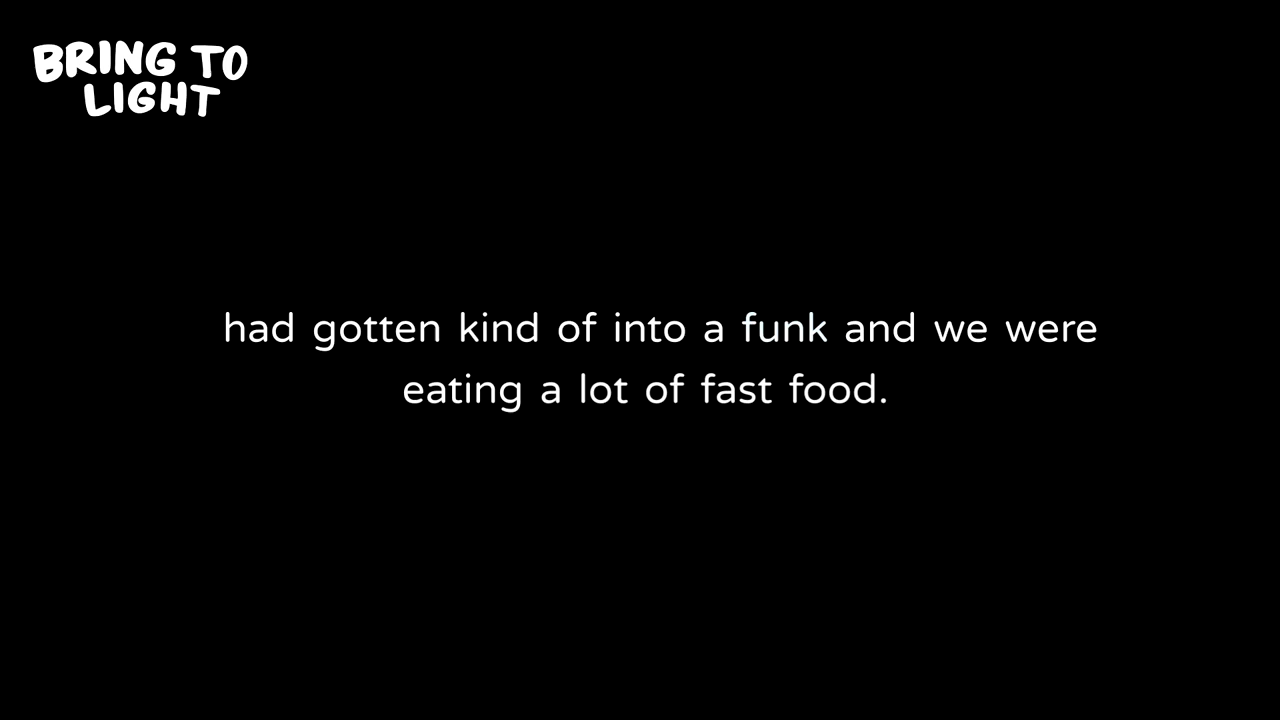 BRING TO
LIGHT
had gotten kind of into a funk and we were
eating a lot of fast food.